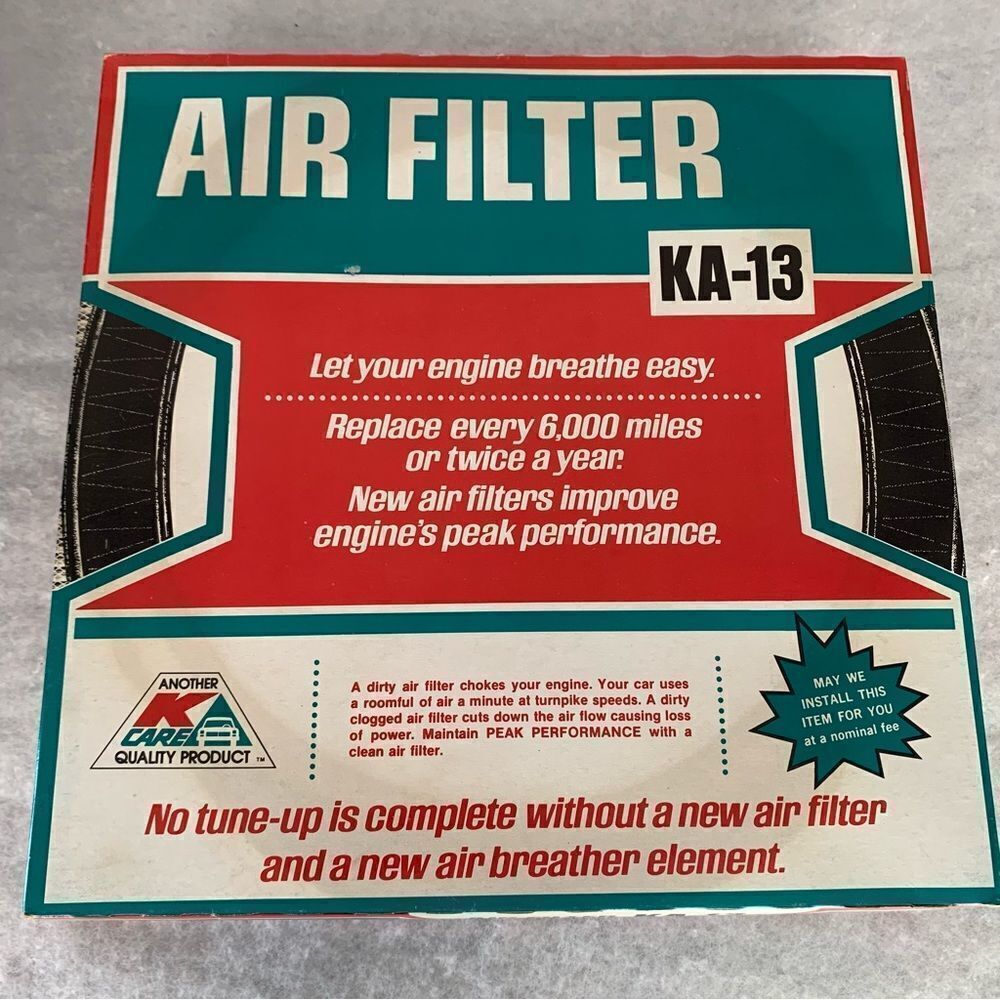 AIR FILTER
KA-13
Let your engine breathe easy.
Replace every 6,000 miles
or twice a year.
New air filters improve
engine's peak performance.
ANOTHER
K
CARE
QUALITY PRODUCT ™
A dirty air filter chokes your engine. Your car uses
a roomful of air a minute at turnpike speeds. A dirty
clogged air filter cuts down the air flow causing loss
of power. Maintain PEAK PERFORMANCE with a
clean air filter.
MAY WE
INSTALL THIS
ITEM FOR YOU
at a nominal fee
No tune-up is complete without a new air filter
and a new air breather element.